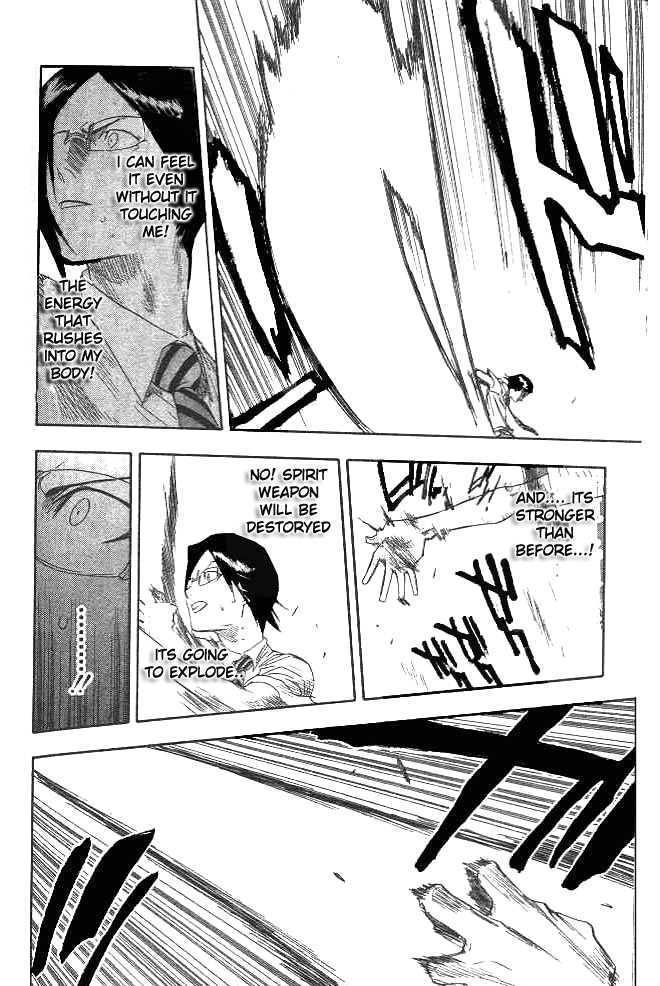 I CAN FEEL
IT EVEN
WITHOUT IT
TOUCHING
ME!
THE
ENERGY
THAT
RUSHES
INTO MY
BODY!
AND.... ITS
STRONGER
THAN
BEFORE...!
NO! SPIRIT
WEAPON
WILL BE
DESTORYED
ITS GOING
TO EXPLODE..
..........!!